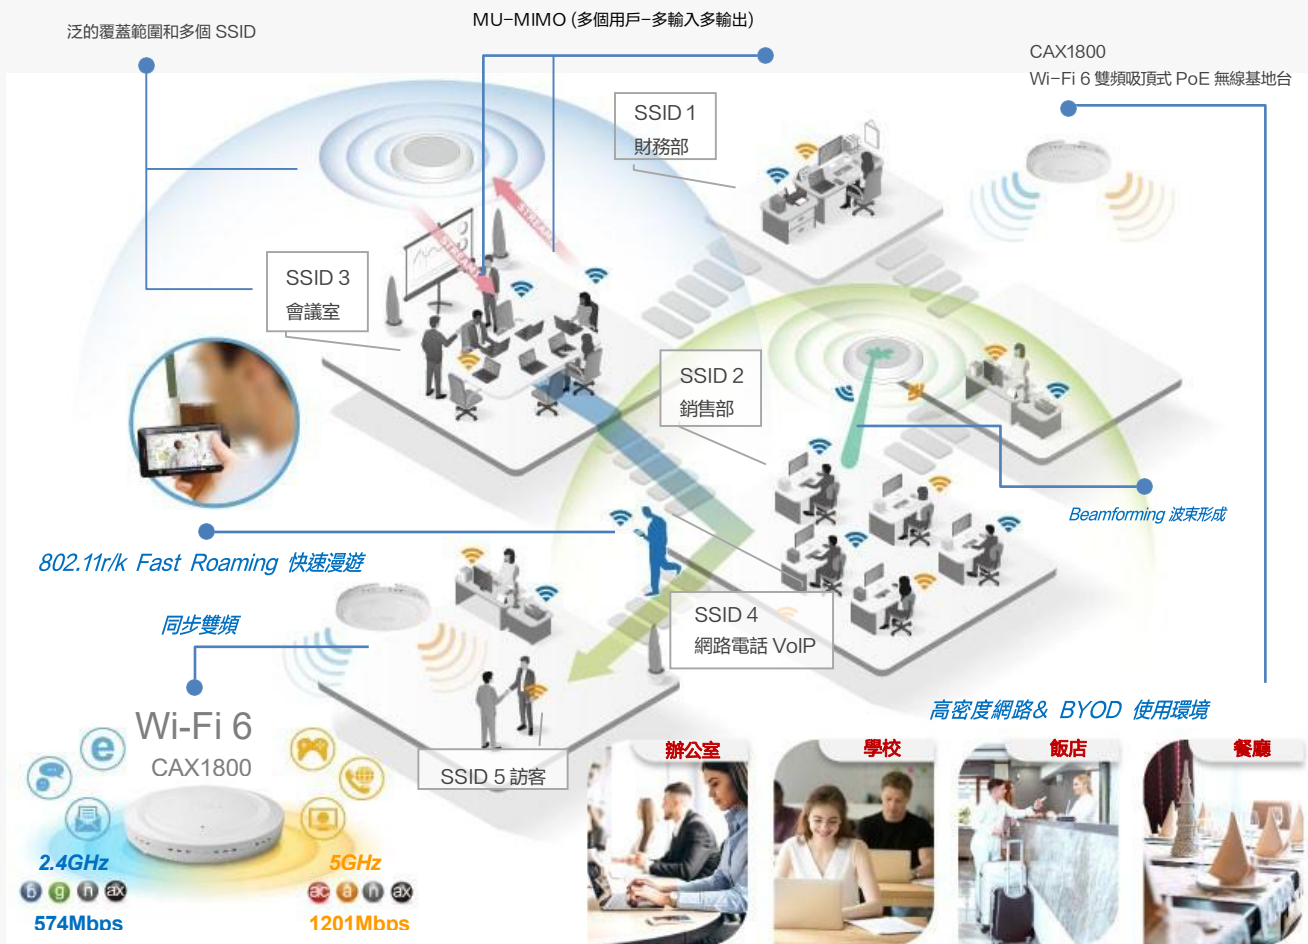 泛的覆蓋範圍和多個 SSID
MU-MIMO (多個用戶-多輸入多輸出)
CAX1800
Wi-Fi 6 雙頻吸頂式 PoE 無線基地台
SSID 1
財務部
STREAM
STREAM
SSID 3
會議室
SSID 2
銷售部
Beamforming 波束形成
802.11r/k Fast Roaming 快速漫遊
同步雙頻
SSID 4
網路電話 VoIP
SSID 5 訪客
Wi-Fi 6
CAX1800
e
2.4GHz
b g n ax
574Mbps
5GHz
ac a n ax
1201Mbps
高密度網路& BYOD 使用環境
辦公室
學校
飯店
餐廳